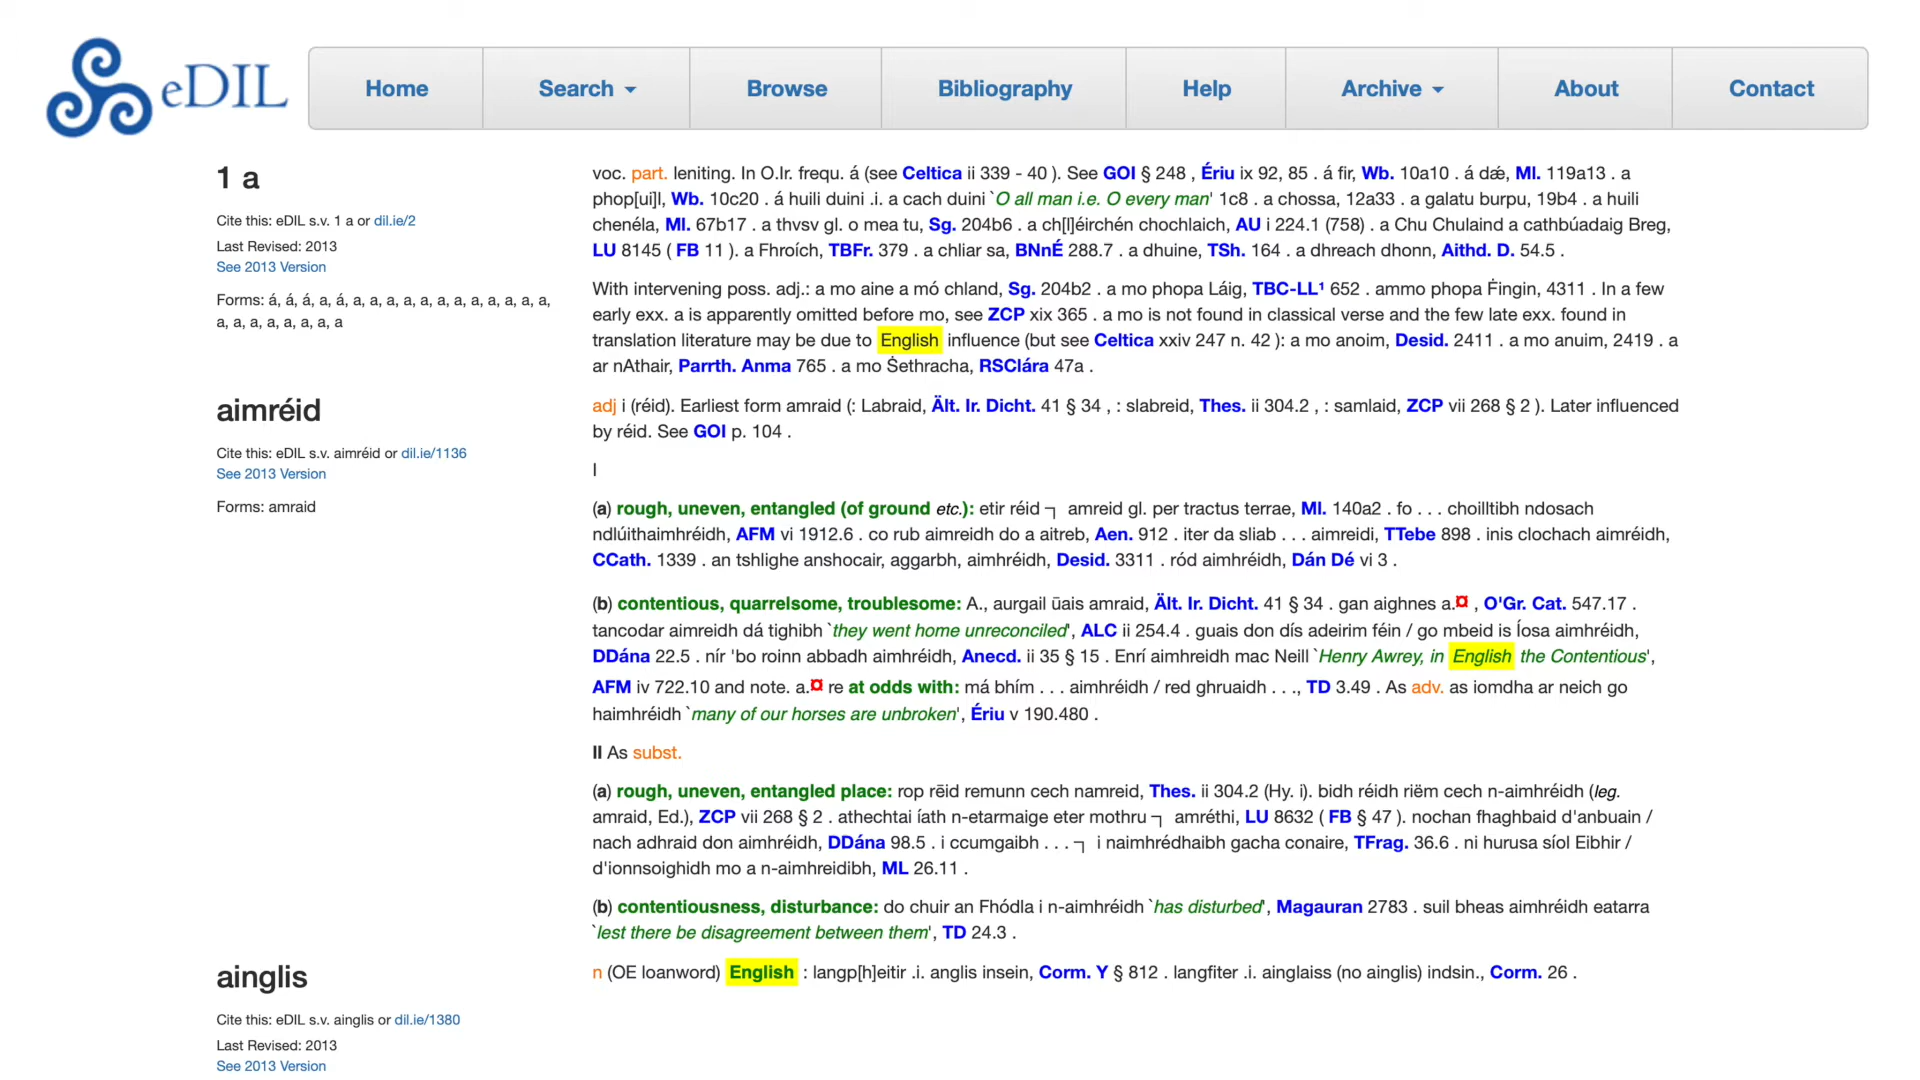 eDIL
Home Search Browse Bibliography Help Archive About Contact
1 a
Cite this: eDIL s.v. 1 a or dil.ie/2
Last Revised: 2013
See 2013 Version
Forms: á, á, á, a, á, a, a, a, a, a, a, a, a, a, a, a, a,
a, a, a, a, a, a, a, a
voc. part. leniting. In O.Ir. frequ. á (see Celtica ii 339 - 40 ). See GOI § 248 , Ériu ix 92, 85 . á fir, Wb. 10a10 . á dǽ, Ml. 119a13 . a
phop[ui]l, Wb. 10c20 . á huili duini .i. a cach duini `O all man i.e. O every man' 1c8 . a chossa, 12a33 . a galatu burpu, 19b4 . a huili
chenéla, Ml. 67b17 . a thvsv gl. o mea tu, Sg. 204b6 . a ch[l]éirchén chochlaich, AU i 224.1 (758) . a Chu Chulaind a cathbúadaig Breg,
LU 8145 ( FB 11 ). a Fhroích, TBFr. 379 . a chliar sa, BNnÉ 288.7 . a dhuine, TSh. 164 . a dhreach dhonn, Aithd. D. 54.5 .
With intervening poss. adj.: a mo aine a mó chland, Sg. 204b2 . a mo phopa Láig, TBC-LL¹ 652 . ammo phopa Ḟingin, 4311 . In a few
early exx. a is apparently omitted before mo, see ZCP xix 365 . a mo is not found in classical verse and the few late exx. found in
translation literature may be due to English influence (but see Celtica xxiv 247 n. 42 ): a mo anoim, Desid. 2411 . a mo anuim, 2419 . a
ar nAthair, Parrth. Anma 765 . a mo Ṡethracha, RSClára 47a .
aimréid
Cite this: eDIL s.v. aimréid or dil.ie/1136
See 2013 Version
Forms: amraid
adj i (réid). Earliest form amraid (: Labraid, Ält. Ir. Dicht. 41 § 34 , : slabreid, Thes. ii 304.2 , : samlaid, ZCP vii 268 § 2 ). Later influenced
by réid. See GOI p. 104 .
I
(a) rough, uneven, entangled (of ground etc.): etir réid ┐ amreid gl. per tractus terrae, Ml. 140a2 . fo . . . choilltibh ndosach
ndlúithaimhréidh, AFM vi 1912.6 . co rub aimreidh do a aitreb, Aen. 912 . iter da sliab . . . aimreidi, TTebe 898 . inis clochach aimréidh,
CCath. 1339 . an tshlighe anshocair, aggarbh, aimhréidh, Desid. 3311 . ród aimhréidh, Dán Dé vi 3 .
(b) contentious, quarrelsome, troublesome: A., aurgail ūais amraid, Ält. Ir. Dicht. 41 § 34 . gan aighnes a.¤ , O'Gr. Cat. 547.17 .
tancodar aimreidh dá tighibh `they went home unreconciled', ALC ii 254.4 . guais don dís adeirim féin / go mbeid is Íosa aimhréidh,
DDána 22.5 . nír 'bo roinn abbadh aimhréidh, Anecd. ii 35 § 15 . Enrí aimhreidh mac Neill `Henry Awrey, in English the Contentious',
AFM iv 722.10 and note. a.¤ re at odds with: má bhím . . . aimhréidh / red ghruaidh . . ., TD 3.49 . As adv. as iomdha ar neich go
haimhréidh `many of our horses are unbroken', Ériu v 190.480 .
II As subst.
(a) rough, uneven, entangled place: rop rēid remunn cech namreid, Thes. ii 304.2 (Hy. i). bidh réidh riëm cech n-aimhréidh (leg.
amraid, Ed.), ZCP vii 268 § 2 . athechtai íath n-etarmaige eter mothru ┐ amréthi, LU 8632 ( FB § 47 ). nochan fhaghbaid d'anbuain /
nach adhraid don aimhréidh, DDána 98.5 . i ccumgaibh . . . ┐ i naimhrédhaibh gacha conaire, TFrag. 36.6 . ni hurusa síol Eibhir /
d'ionnsoighidh mo a n-aimhreidibh, ML 26.11 .
(b) contentiousness, disturbance: do chuir an Fhódla i n-aimhréidh `has disturbed', Magauran 2783 . suil bheas aimhréidh eatarra
`lest there be disagreement between them', TD 24.3 .
ainglis
Cite this: eDIL s.v. ainglis or dil.ie/1380
Last Revised: 2013
See 2013 Version
n (OE loanword) English : langp[h]eitir .i. anglis insein, Corm. Y § 812 . langfiter .i. ainglaiss (no ainglis) indsin., Corm. 26 .